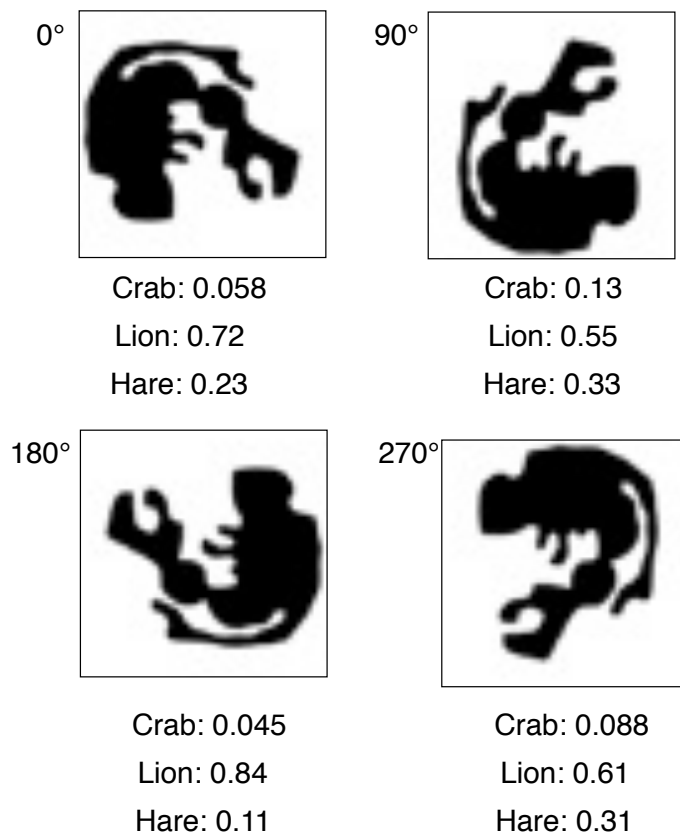 0°
90°
Crab: 0.058
Lion: 0.72
Hare: 0.23
Crab: 0.13
Lion: 0.55
Hare: 0.33
180°
270°
Crab: 0.045
Lion: 0.84
Hare: 0.11
Crab: 0.088
Lion: 0.61
Hare: 0.31